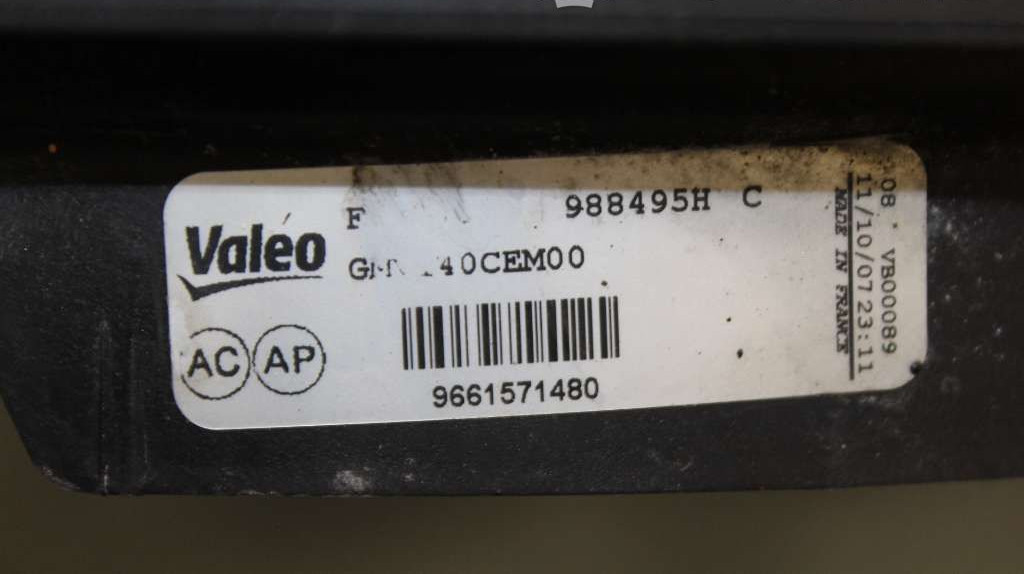 F 988495H C
Valeo
40CEM00
AC AP
9661571480
08. VB00089
11/10/07 23:11
MADE IN FRANCE